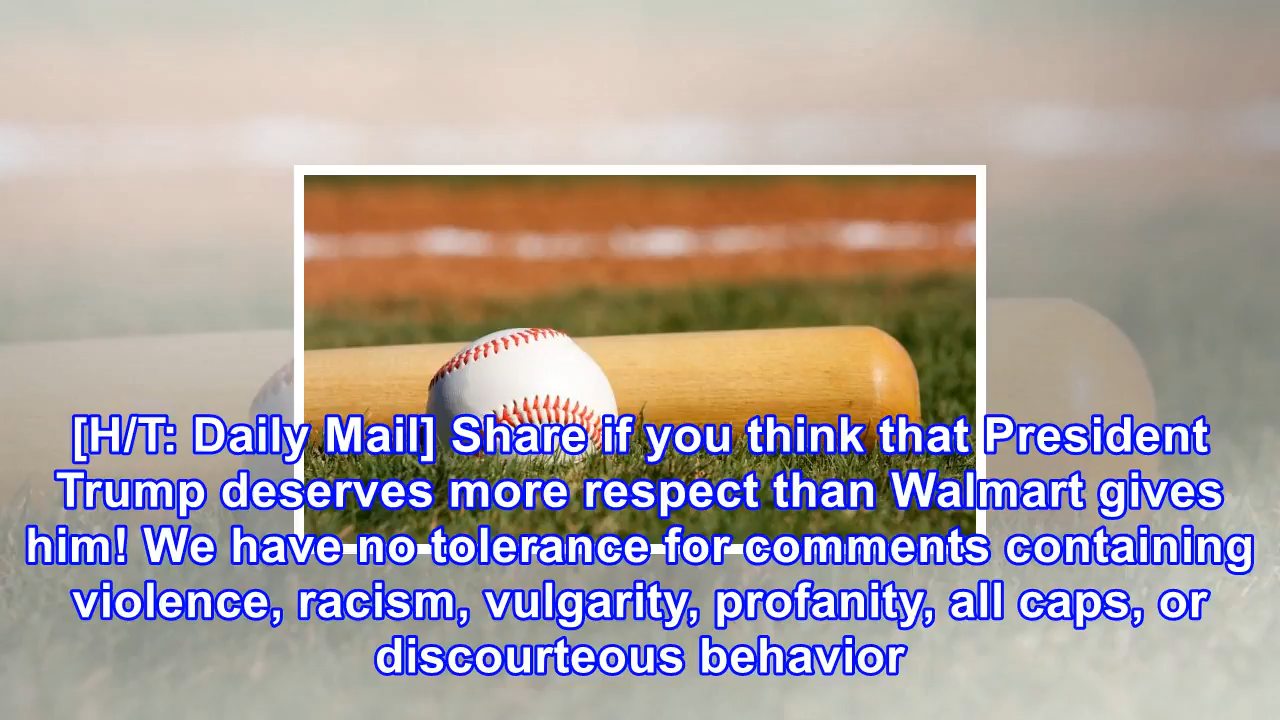 [H/T: Daily Mail] Share if you think that President
Trump deserves more respect than Walmart gives
him! We have no tolerance for comments containing
violence, racism, vulgarity, profanity, all caps, or
discourteous behavior